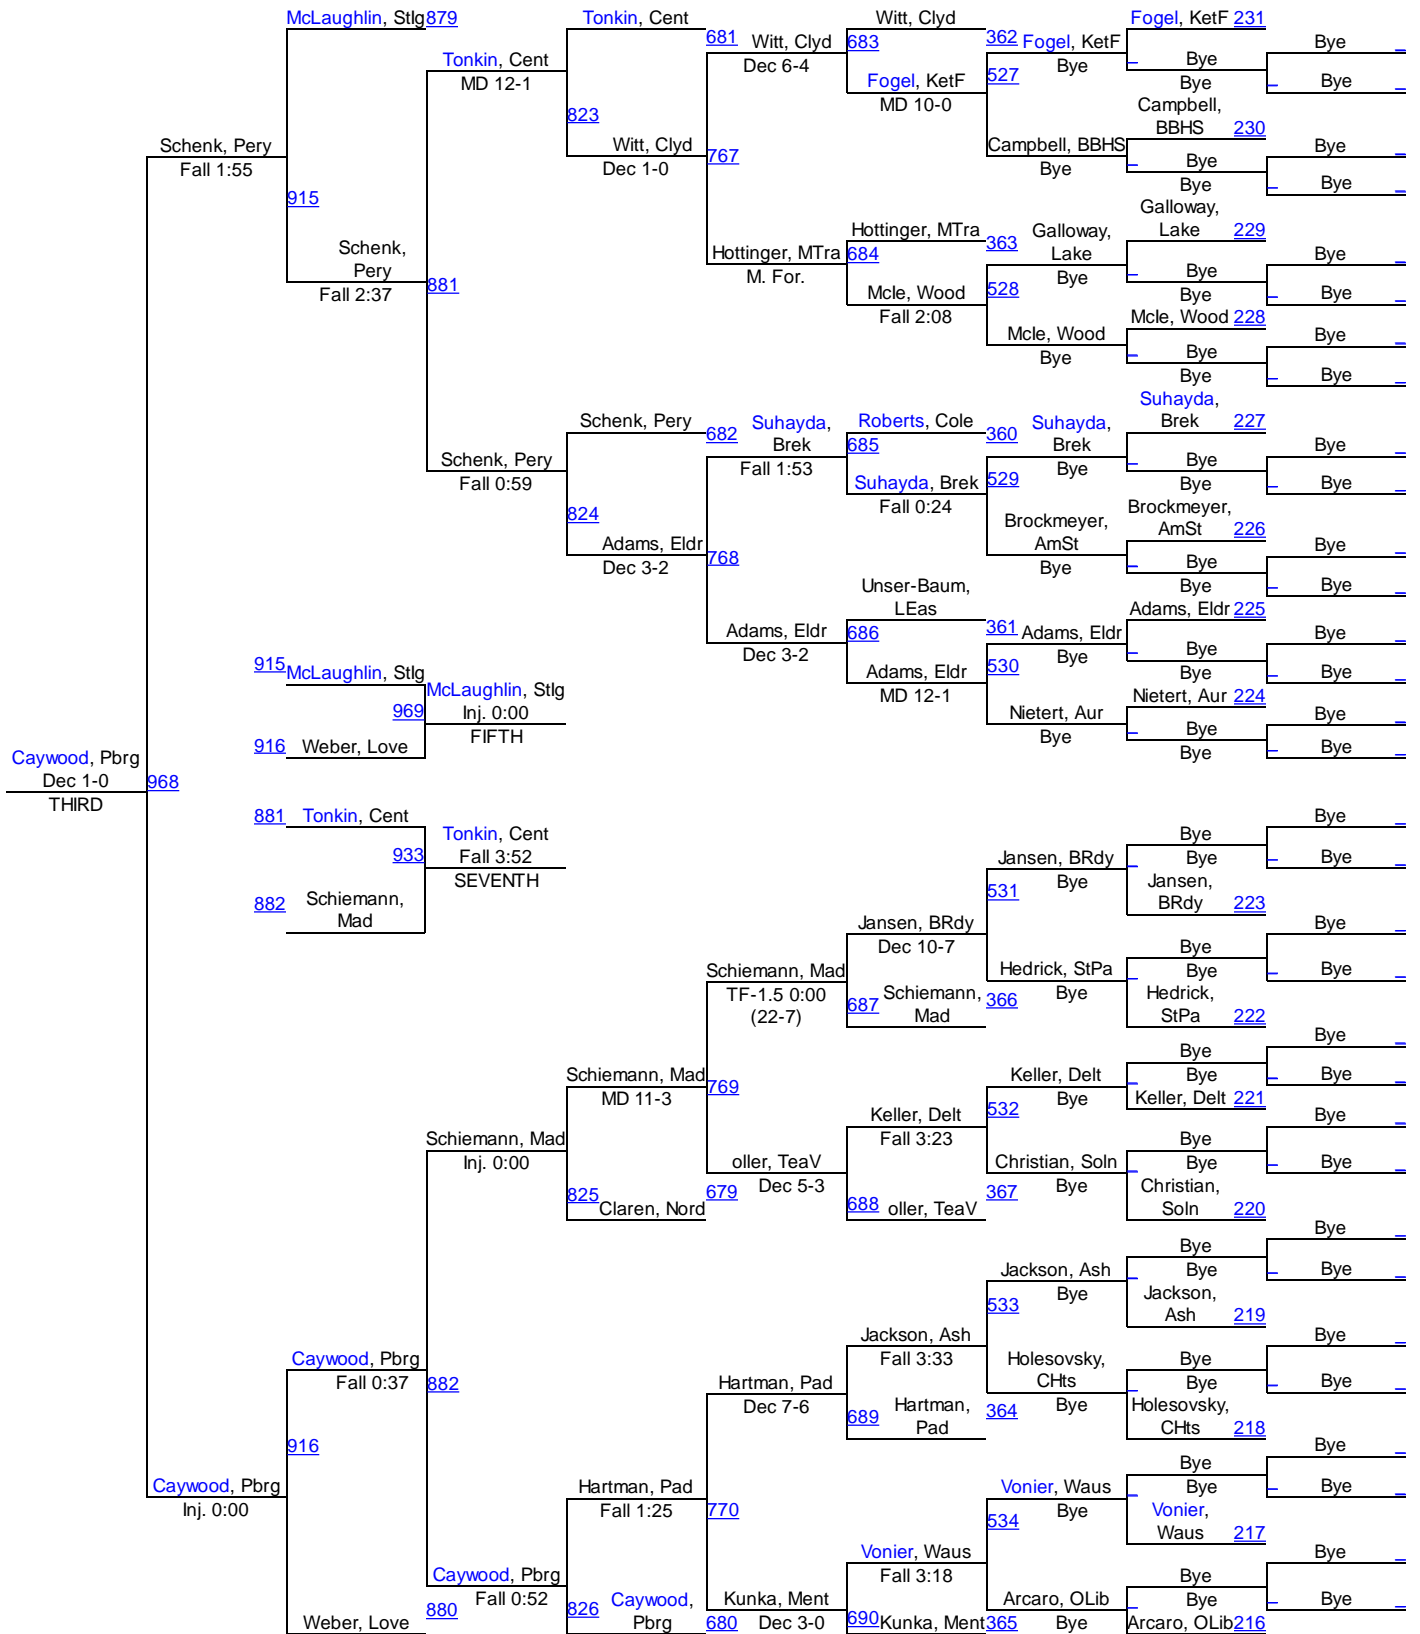 McLaughlin, Stlg 879
Tonkin, Cent
Witt, Clyd
Fogel, KetF 231
681 Witt, Clyd 683
362 Fogel, KetF
Bye
Tonkin, Cent
MD 12-1
Dec 6-4
Bye
Bye
Fogel, KetF 527
Bye
Bye
MD 10-0
Campbell,
BBHS 230
823
Schenk, Pery
Fall 1:55
Witt, Clyd 767
Dec 1-0
Campbell, BBHS
Bye
Bye
Bye
Bye
Bye
915
Galloway,
Lake 229
Hottinger, MTra 363
Galloway,
Lake
Bye
Schenk,
Pery
Fall 2:37
881
Hottinger, MTra 684
M. For.
Bye
Bye
Bye
Bye
Mcle, Wood 528
Fall 2:08
Mcle, Wood 228
Mcle, Wood
Bye
Bye
Bye
Bye
Bye
Suhayda,
Brek 227
Schenk, Pery 682
Suhayda,
Brek
Fall 1:53
Roberts, Cole 360
685
Suhayda,
Brek
Bye
Bye
Schenk, Pery
Fall 0:59
Bye
Bye
Bye
Suhayda, Brek 529
Fall 0:24
824
Brockmeyer,
AmSt 226
Brockmeyer,
AmSt
Bye
Adams, Eldr 768
Dec 3-2
Bye
Bye
Bye
Bye
Unser-Baum,
LEas
Adams, Eldr 225
Adams, Eldr 686
Dec 3-2
361 Adams, Eldr
Bye
Bye
Bye
Bye
Bye
915 McLaughlin, Stlg
Adams, Eldr 530
MD 12-1
McLaughlin, Stlg
Inj. 0:00
FIFTH
969
Nietert, Aur 224
Nietert, Aur
Bye
Bye
Bye
Bye
Bye
916 Weber, Love
Caywood, Pbrg
Dec 1-0
THIRD
968
881 Tonkin, Cent
Tonkin, Cent
Fall 3:52
SEVENTH
933
Bye
Bye
Bye
Bye
Jansen, BRdy
Bye
531
Jansen,
BRdy 223
882 Schiemann,
Mad
Jansen, BRdy
Dec 10-7
Bye
Bye
Bye
Bye
Schiemann, Mad
TF-1.5 0:00
(22-7)
Hedrick, StPa
Bye
687 Schiemann,
Mad
366
Hedrick,
StPa 222
Bye
Bye
Bye
Bye
Schiemann, Mad 769
MD 11-3
Keller, Delt
Bye
Keller, Delt 221
Keller, Delt 532
Fall 3:23
Bye
Bye
Bye
Bye
Schiemann, Mad
Inj. 0:00
oller, TeaV
Dec 5-3
Christian, Soln
Bye
825 Claren, Nord 679
688 oller, TeaV 367
Christian,
Soln 220
Bye
Bye
Bye
Bye
Jackson, Ash
Bye
533
Jackson,
Ash 219
Jackson, Ash
Fall 3:33
Bye
Bye
Bye
Bye
Caywood, Pbrg
Fall 0:37
882
Holesovsky,
CHts
Bye
Hartman, Pad
Dec 7-6
689 Hartman,
Pad
364
Holesovsky,
CHts 218
916
Bye
Bye
Bye
Bye
Caywood, Pbrg
Inj. 0:00
Hartman, Pad
Fall 1:25
770
Vonier, Waus
Bye
534
Vonier,
Waus 217
Vonier, Waus
Fall 3:18
Bye
Bye
Bye
Bye
Caywood, Pbrg
Fall 0:52
Kunka, Ment
Dec 3-0
Arcaro, OLib
Bye
Weber, Love 880
826 Caywood,
Pbrg
680
690 Kunka, Ment 365
Arcaro, OLib 216